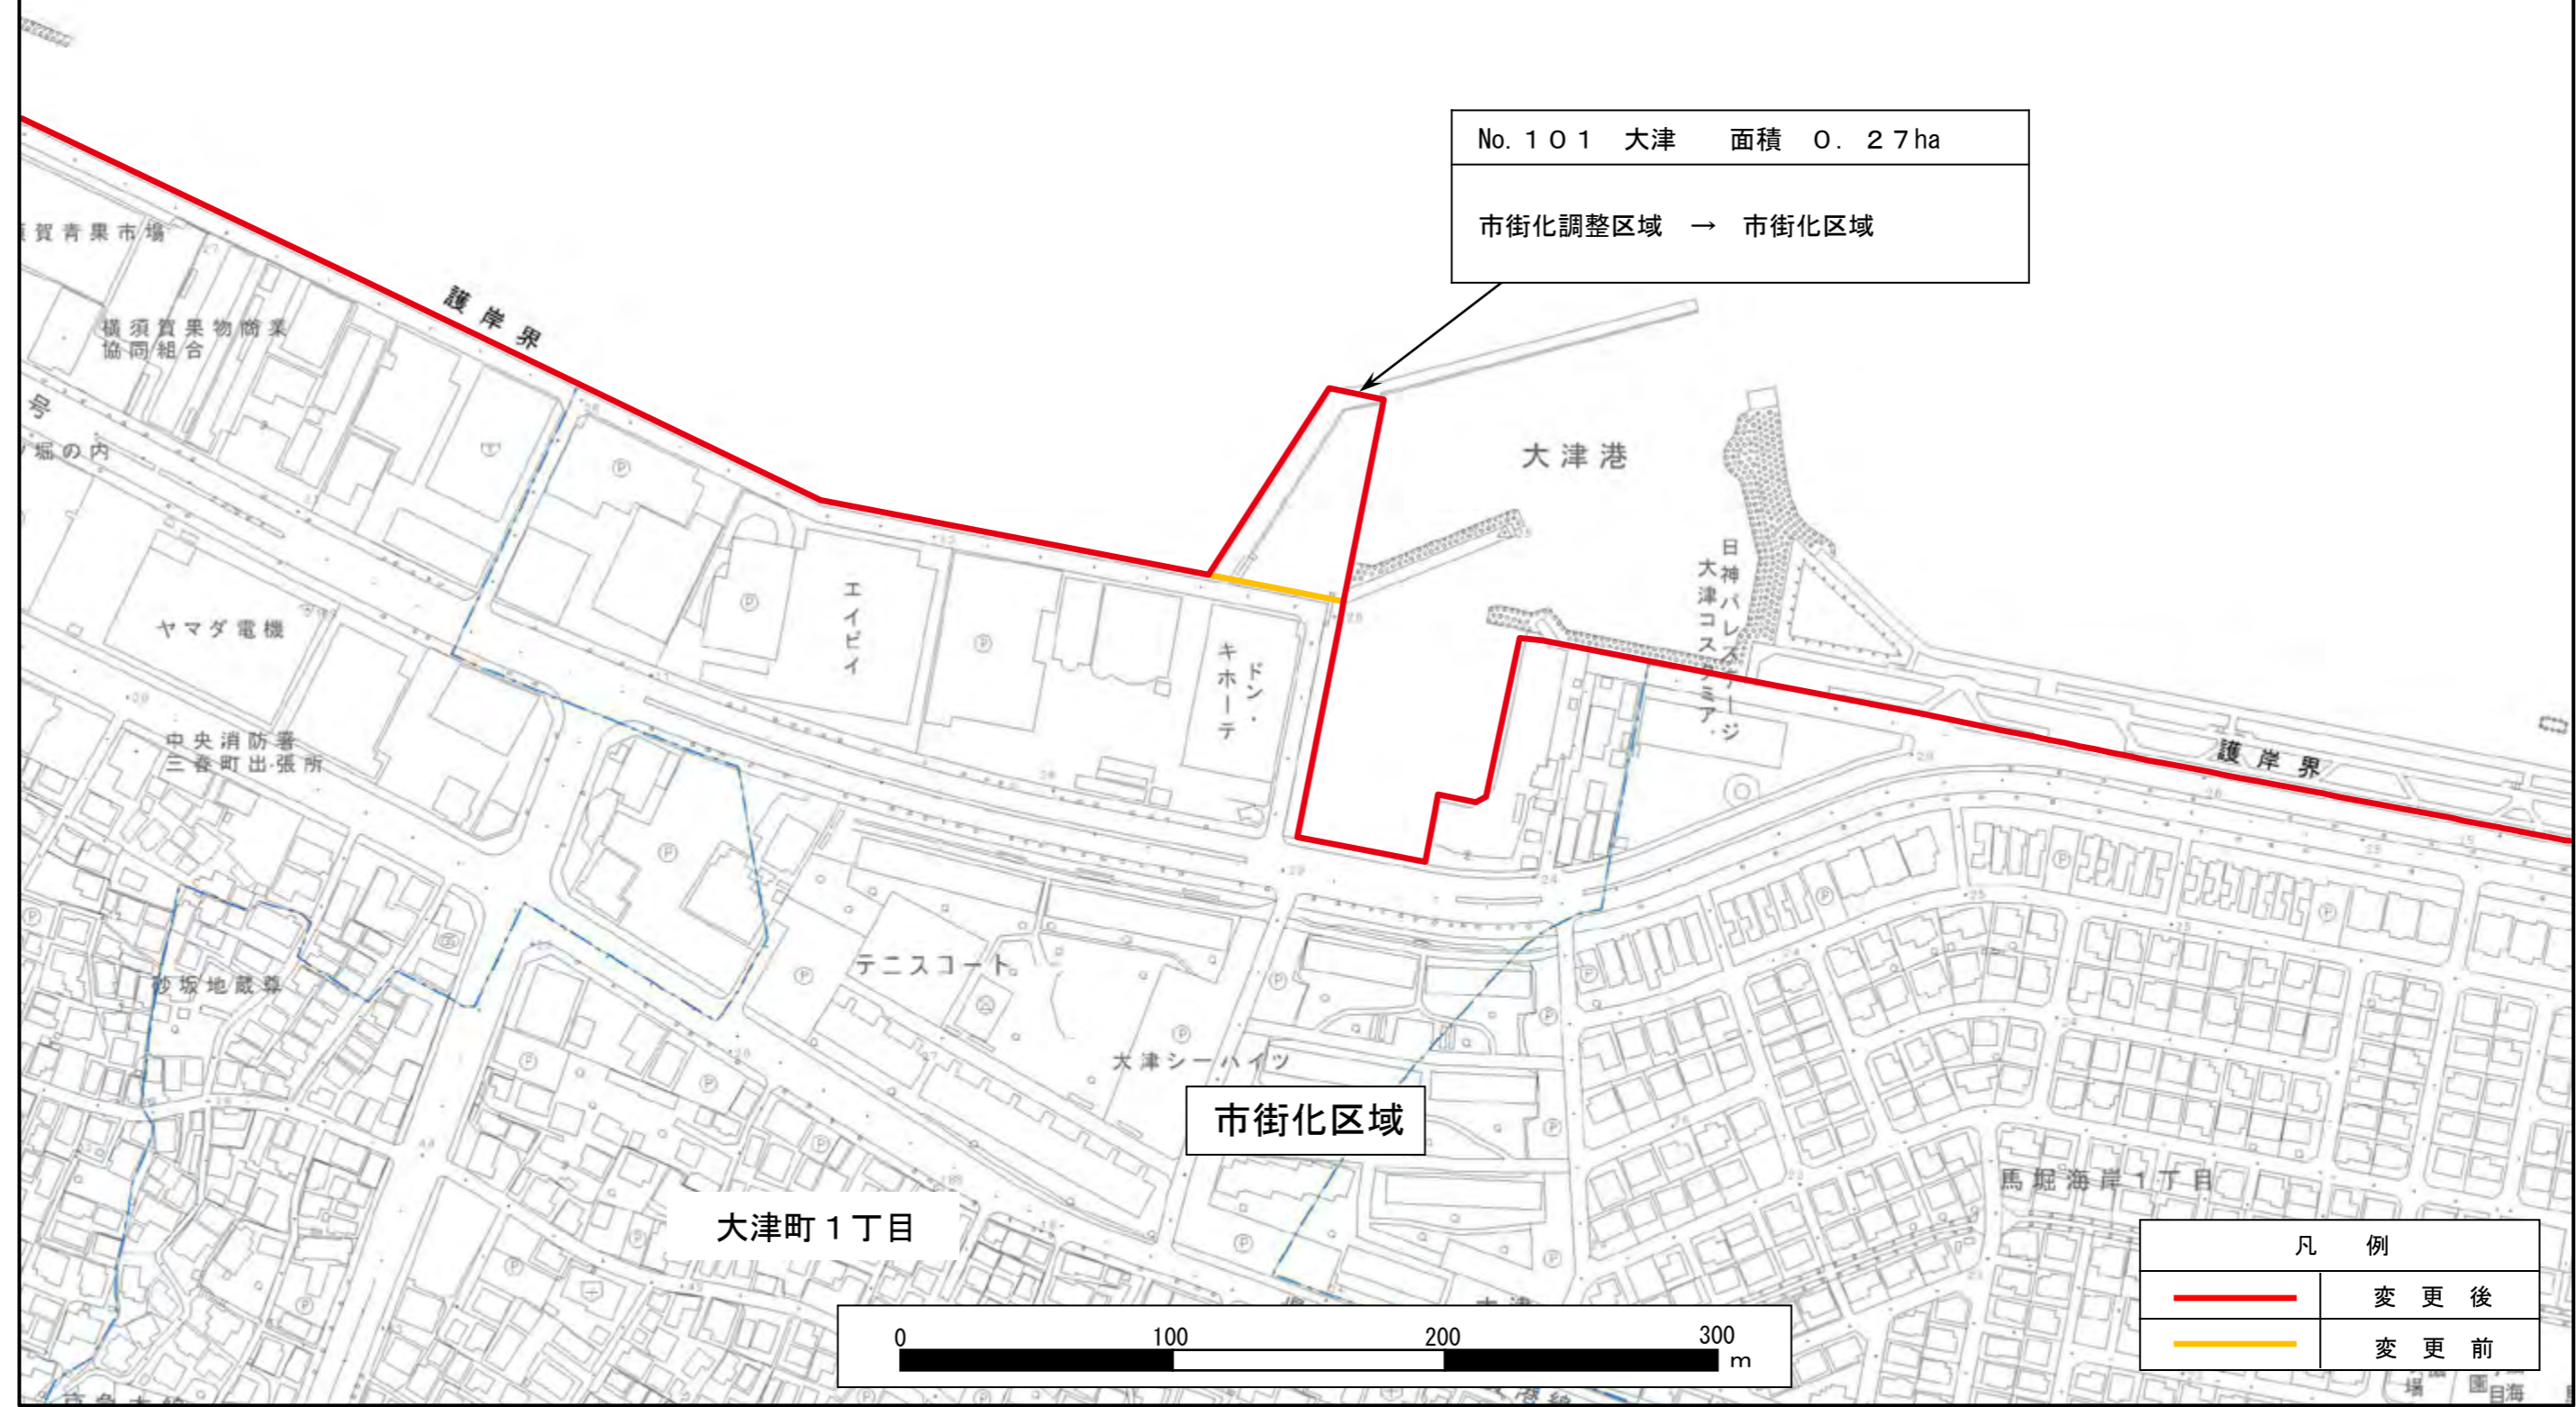 No.１０１　大津　　面積　０．２７ha
市街化調整区域　→　市街化区域
賀青果市場
護岸界
横須賀果物商業
協同組合
号
堀の内
大津港
日神パレステージ
大津コスタミア
エイビイ
ヤマダ電機
ドン・
キホーテ
中央消防署
三春町出張所
護岸界
テニスコート
砂坂地蔵尊
大津シーハイツ
市街化区域
馬堀海岸１丁目
大津町１丁目
凡　例
変　更　後
変　更　前
0 100 200 300
m